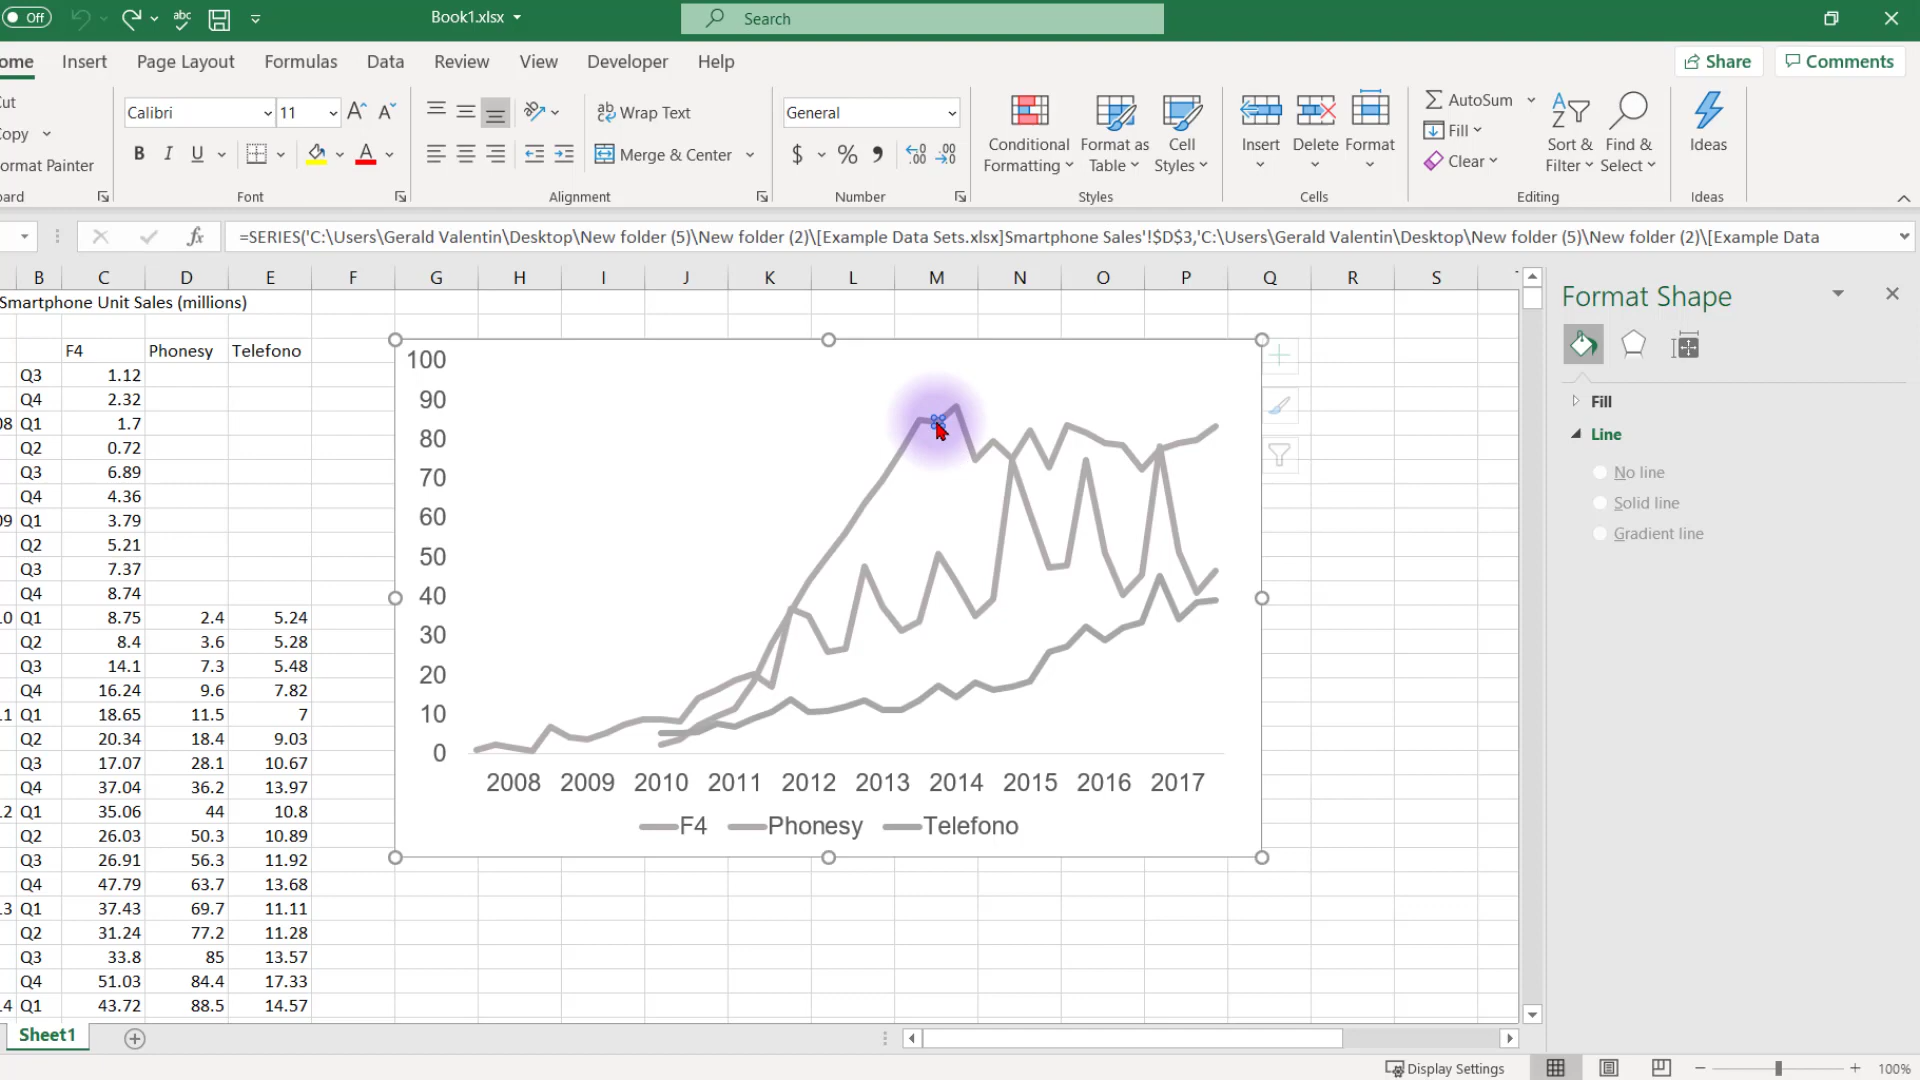 Off
abc
Book1.xlsx
Search
ome
Insert
Page Layout
Formulas
Data
Review
View
Developer
Help
Share
Comments
ut
opy
ormat Painter
ard
Calibri
11
B I U
Font
Wrap Text
Merge & Center
Alignment
General
$ % 9
Number
Conditional Formatting
Format as Table
Cell Styles
Styles
Insert
Delete
Format
Cells
AutoSum
Fill
Clear
Sort & Filter
Find & Select
Editing
Ideas
Ideas
fx
=SERIES('C:\Users\Gerald Valentin\Desktop\New folder (5)\New folder (2)\[Example Data Sets.xlsx]Smartphone Sales'!$D$3,'C:\Users\Gerald Valentin\Desktop\New folder (5)\New folder (2)\[Example Data
B C D E F G H I J K L M N O P Q R S
Smartphone Unit Sales (millions)
F4 Phonesy Telefono
Q3 1.12
Q4 2.32
08 Q1 1.7
Q2 0.72
Q3 6.89
Q4 4.36
09 Q1 3.79
Q2 5.21
Q3 7.37
Q4 8.74
0 Q1 8.75 2.4 5.24
Q2 8.4 3.6 5.28
Q3 14.1 7.3 5.48
Q4 16.24 9.6 7.82
1 Q1 18.65 11.5 7
Q2 20.34 18.4 9.03
Q3 17.07 28.1 10.67
Q4 37.04 36.2 13.97
2 Q1 35.06 44 10.8
Q2 26.03 50.3 10.89
Q3 26.91 56.3 11.92
Q4 47.79 63.7 13.68
3 Q1 37.43 69.7 11.11
Q2 31.24 77.2 11.28
Q3 33.8 85 13.57
Q4 51.03 84.4 17.33
4 Q1 43.72 88.5 14.57
100
90
80
70
60
50
40
30
20
10
0
2008 2009 2010 2011 2012 2013 2014 2015 2016 2017
F4 Phonesy Telefono
Format Shape
Fill
Line
No line
Solid line
Gradient line
Sheet1
Display Settings
100%